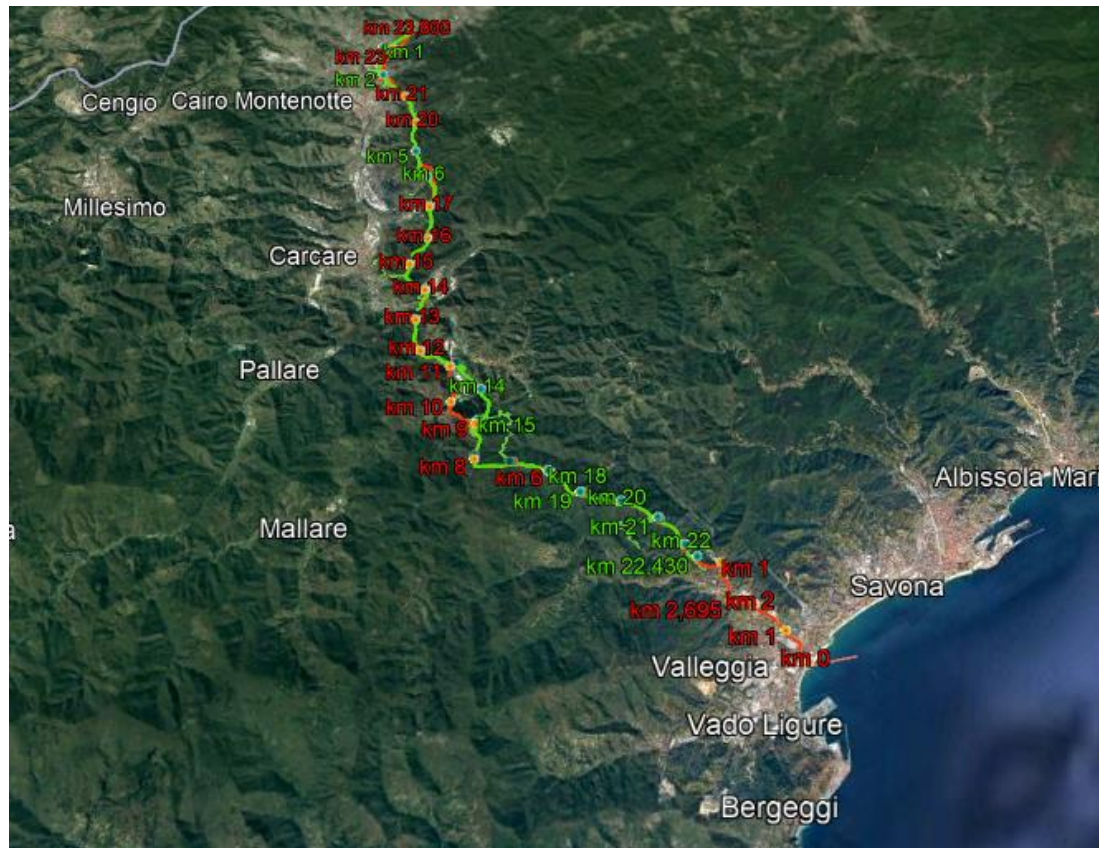 km 23,800
km 1
km 23
km 2
Cengio
Cairo Montenotte
km 21
km 20
km 5
km 6
Millesimo
km 17
km 16
Carcare
km 15
km 14
km 13
km 12
Pallare
km 11
km 14
km 10
km 9
km 15
km 8
km 6
km 18
Albissola Mari
km 19
km 20
a
Mallare
km 21
km 22
km 22.430
km 1
Savona
km 2
km 2,695
km 1
km 0
Valleggia
Vado Ligure
Bergeggi